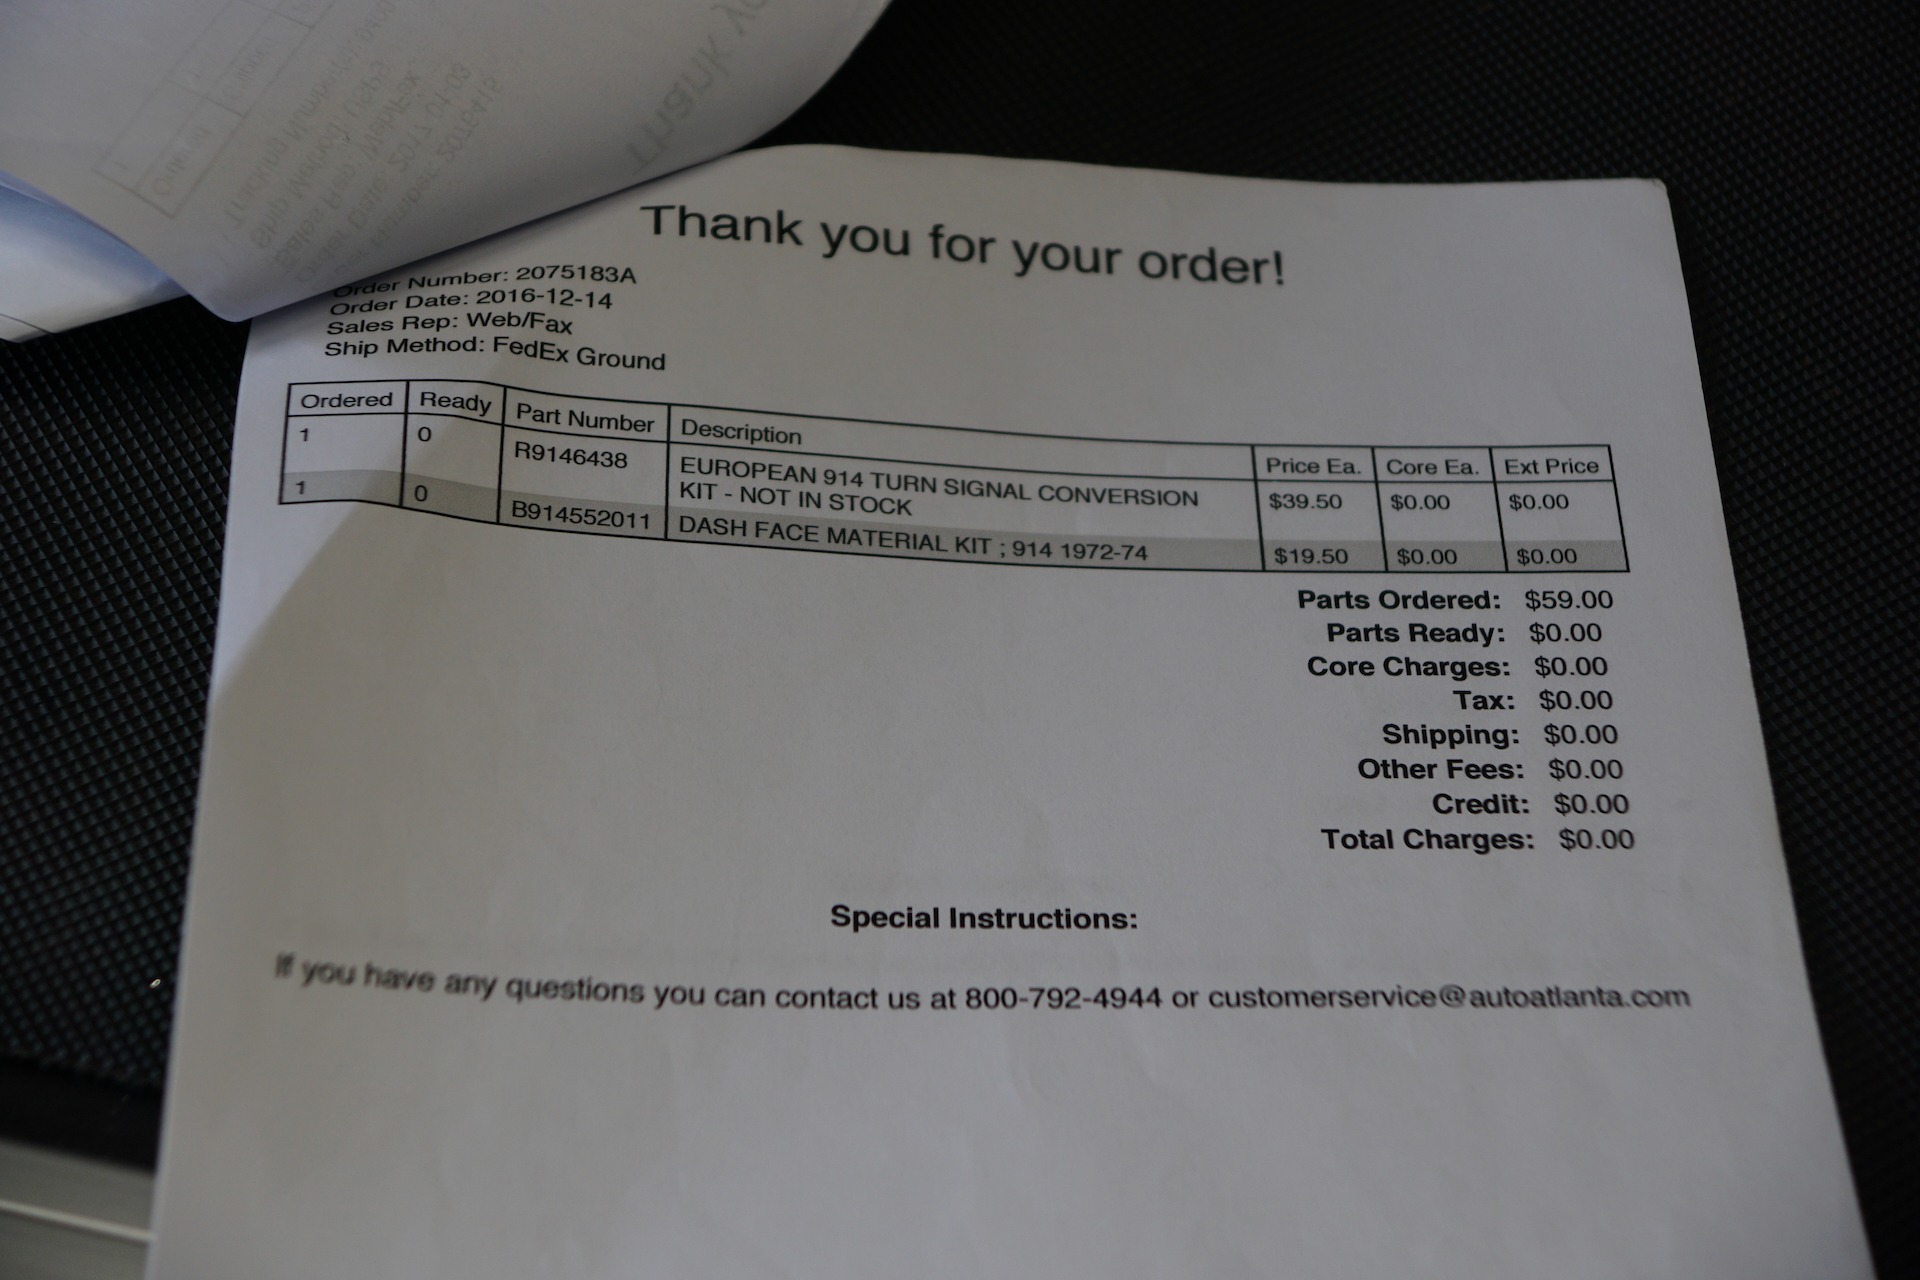 Thank you for your order!
Order Number: 2075183A
Order Date: 2016-12-14
Sales Rep: Web/Fax
Ship Method: FedEx Ground
Ordered Ready Part Number Description Price Ea. Core Ea. Ext Price
1 0 R9146438 EUROPEAN 914 TURN SIGNAL CONVERSION $39.50 $0.00 $0.00
KIT - NOT IN STOCK
1 0 B914552011 DASH FACE MATERIAL KIT ; 914 1972-74 $19.50 $0.00 $0.00
Parts Ordered: $59.00
Parts Ready: $0.00
Core Charges: $0.00
Tax: $0.00
Shipping: $0.00
Other Fees: $0.00
Credit: $0.00
Total Charges: $0.00
Special Instructions:
If you have any questions you can contact us at 800-792-4944 or customerservice@autoatlanta.com